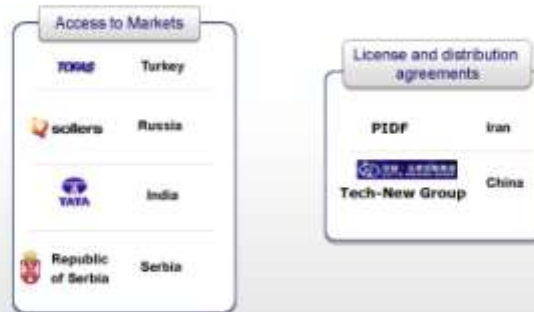 Access to Markets
TOFAS Turkey
sollers Russia
TATA India
Republic
of Serbia Serbia
License and distribution
agreements
PIDF Iran
Tech-New Group China